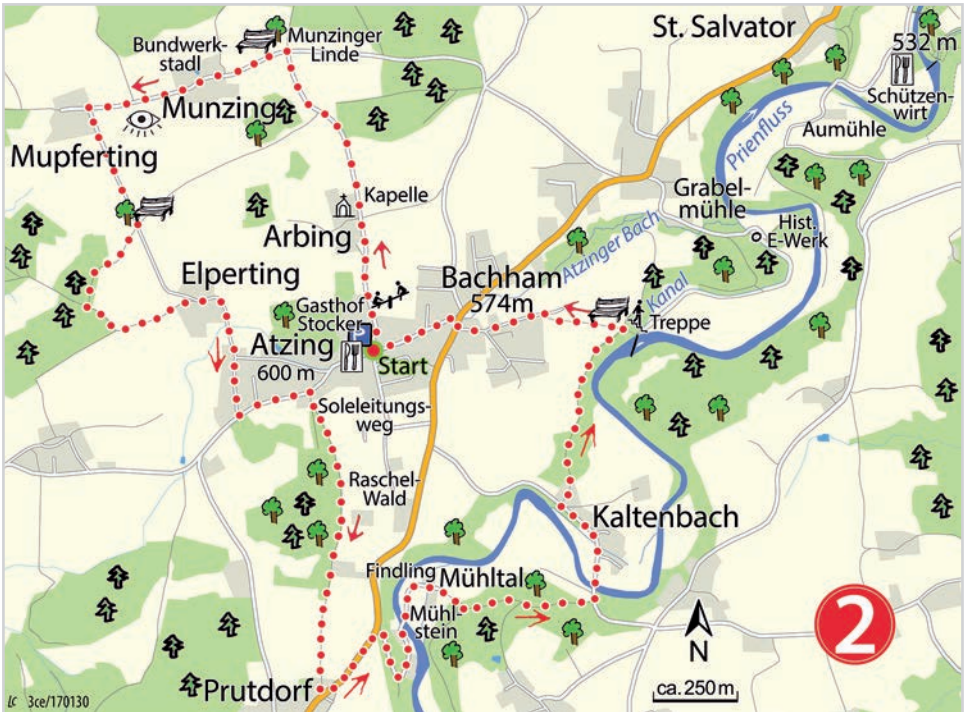 St. Salvator
532 m
Schützen-
wirt
Aumühle
Bundwerk-
stadl
Munzinger
Linde
Munzing
Mupferting
Prienfluss
Grabel-
mühle
Hist.
E-Werk
Kapelle
Arbing
Atzinger Bach
Elperting
Bachham
574m
Kanal
Treppe
Gasthof
Stocker
Atzing
600 m
Start
Soleleitungs-
weg
Raschel-
Wald
Kaltenbach
Findling
Mühltal
Mühl-
stein
Prutdorf
N
ca. 250 m
2
Lc 3ce/170130